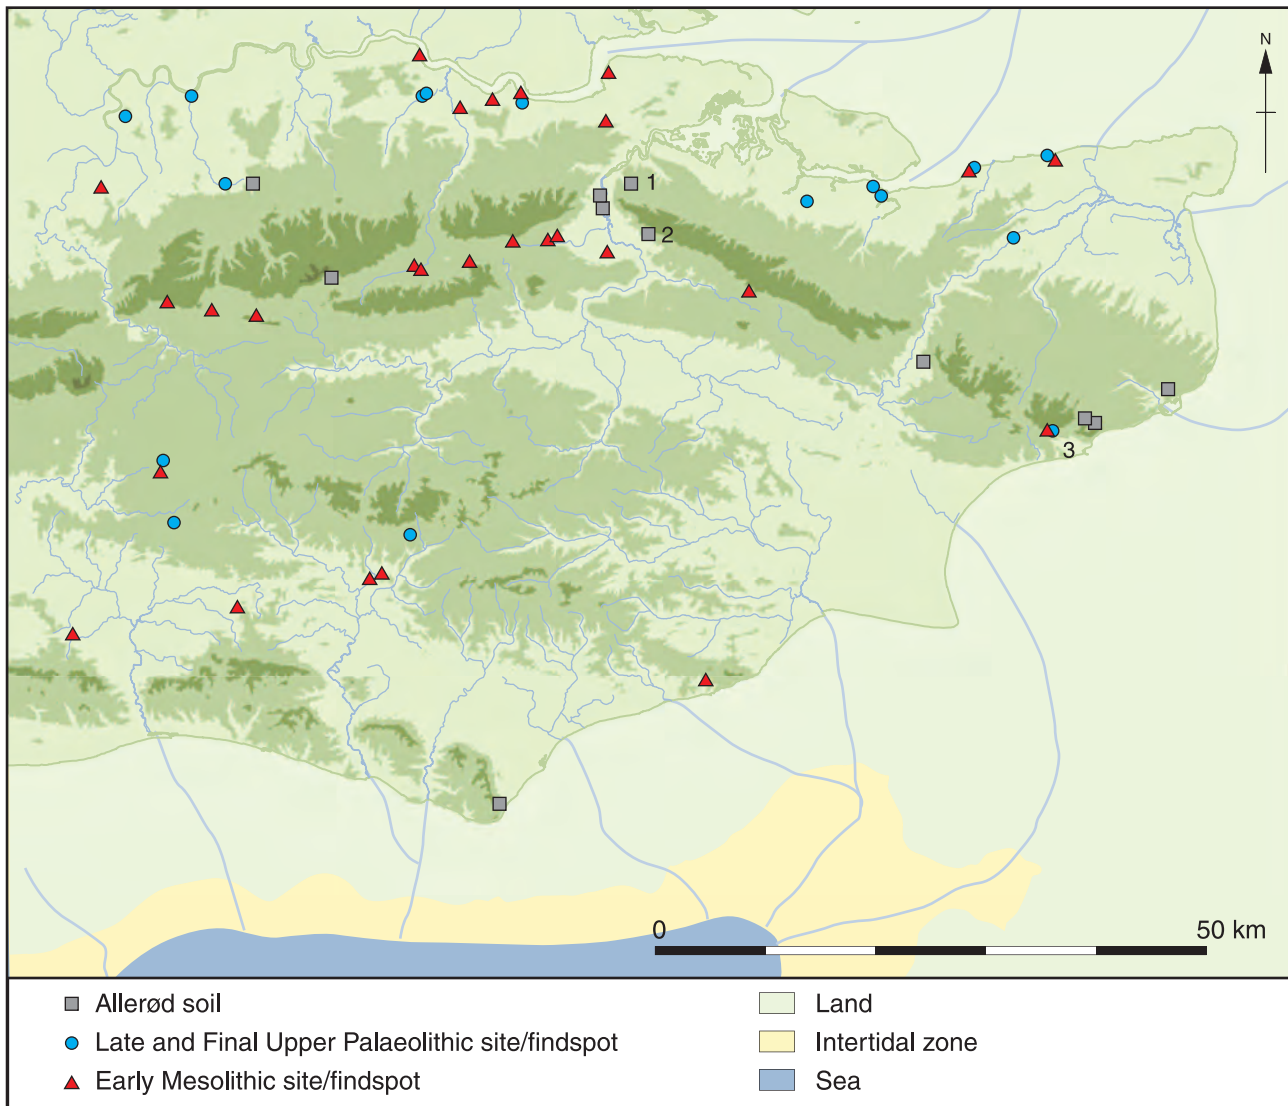 N
1
2
3
0 50 km
Allerød soil
Late and Final Upper Palaeolithic site/findspot
Early Mesolithic site/findspot
Land
Intertidal zone
Sea